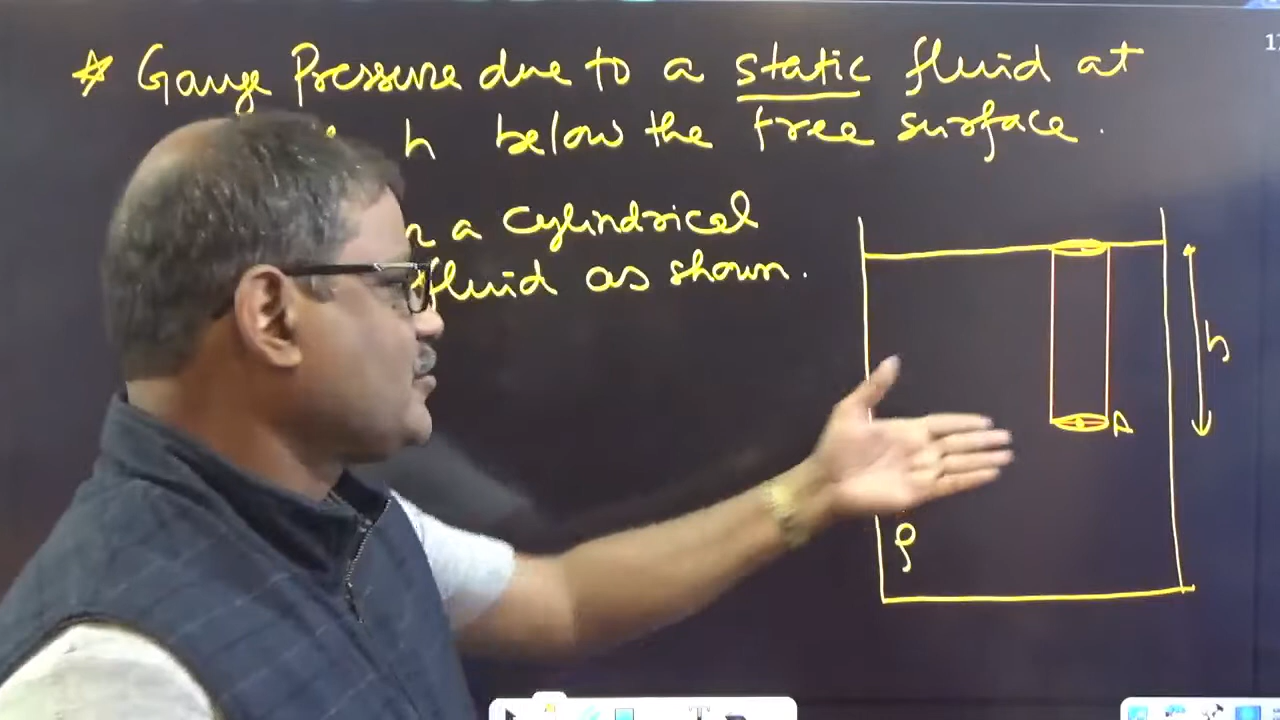 ☆ Gauge Pressure due to a static fluid at
h below the free surface.
a cylindrical
fluid as shown.
h
A
ρ